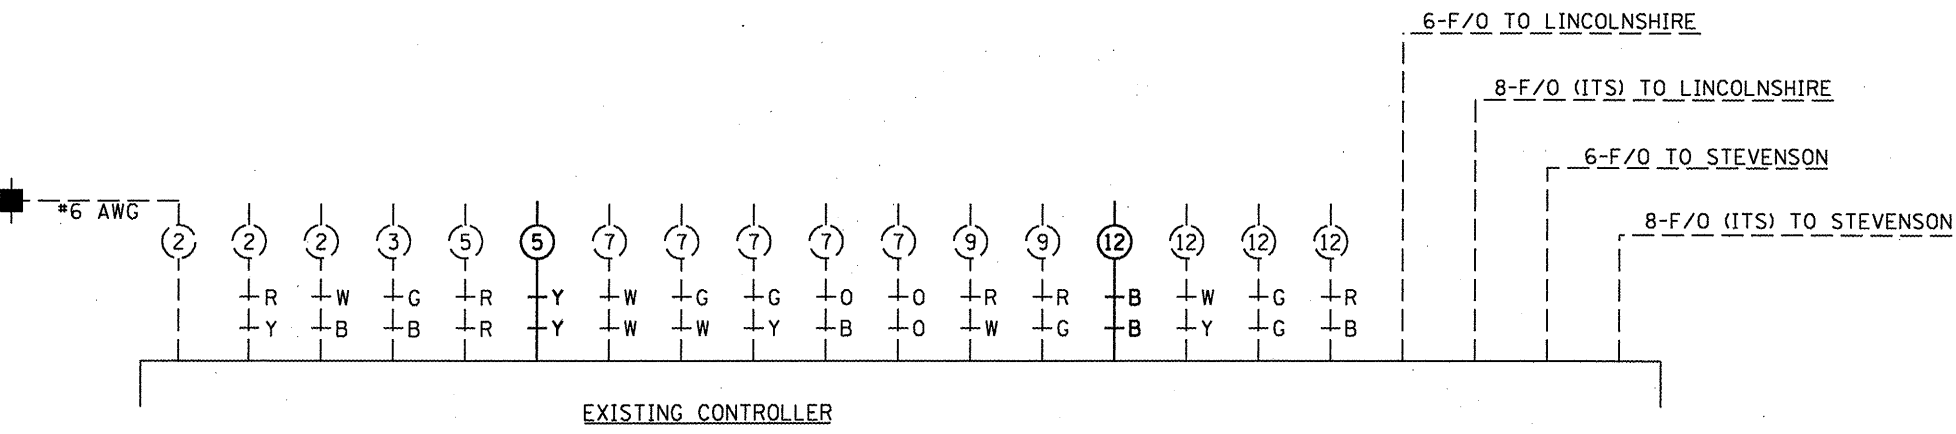 6-F/O TO LINCOLNSHIRE
8-F/O (ITS) TO LINCOLNSHIRE
6-F/O TO STEVENSON
8-F/O (ITS) TO STEVENSON
#6 AWG
2 2 2 3 5 5 7 7 7 7 7 9 9 12 12 12 12
R W G R Y W G G O O R R B W G R
Y B B R Y W W Y B O W G B Y G B
EXISTING CONTROLLER